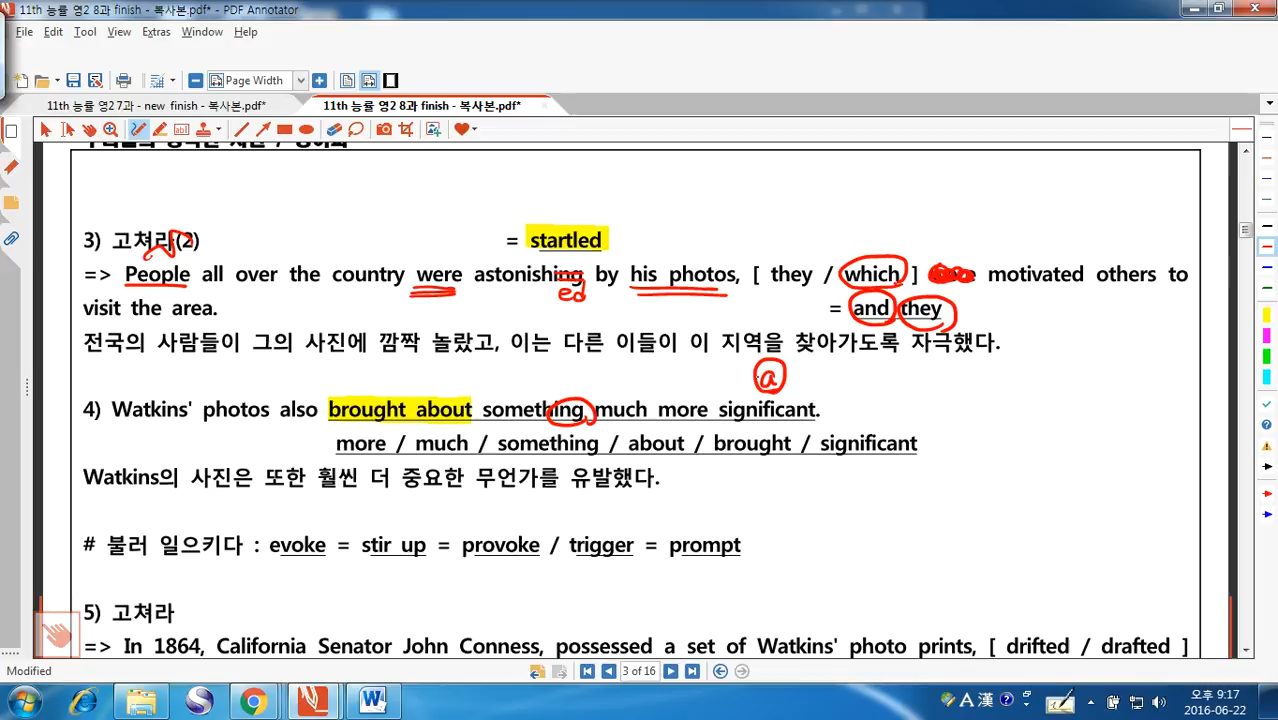 11th 능률 영2 8과 finish - 복사본.pdf* - PDF Annotator
File Edit Tool View Extras Window Help
Page Width
11th 능률 영2 7과 - new finish - 복사본.pdf* 11th 능률 영2 8과 finish - 복사본.pdf*
3) 고쳐라(2) = startled
=> People all over the country were astonishing by his photos, [ they / which ] motivated others to
ed
visit the area. = and they
전국의 사람들이 그의 사진에 깜짝 놀랐고, 이는 다른 이들이 이 지역을 찾아가도록 자극했다.
a
4) Watkins' photos also brought about something much more significant.
more / much / something / about / brought / significant
Watkins의 사진은 또한 훨씬 더 중요한 무언가를 유발했다.
# 불러 일으키다 : evoke = stir up = provoke / trigger = prompt
5) 고쳐라
=> In 1864, California Senator John Conness, possessed a set of Watkins' photo prints, [ drifted / drafted ]
Modified 3 of 16
A 漢 오후 9:17
2016-06-22